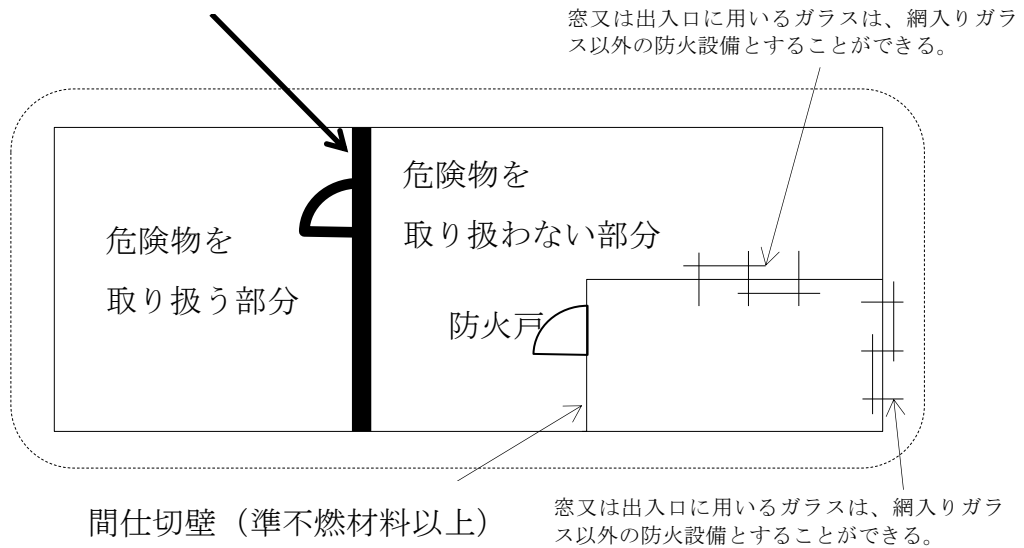 窓又は出入口に用いるガラスは、網入りガラ
ス以外の防火設備とすることができる。
危険物を
取り扱わない部分
危険物を
取り扱う部分
防火戸
間仕切壁（準不燃材料以上）
窓又は出入口に用いるガラスは、網入りガラ
ス以外の防火設備とすることができる。